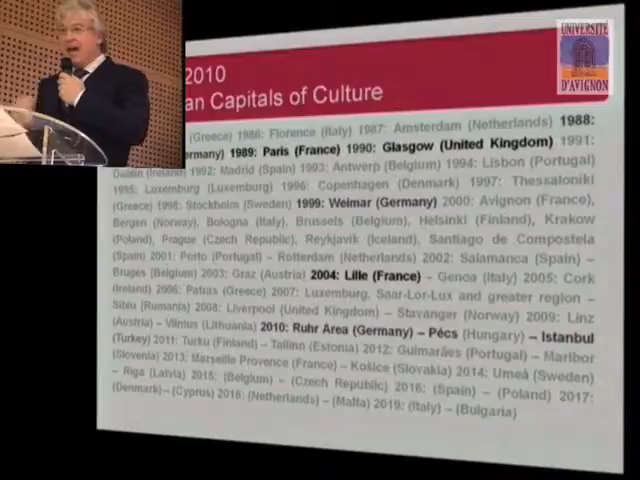 UNIVERSITE
D'AVIGNON
2010
an Capitals of Culture
(Greece) 1986: Florence (Italy) 1987: Amsterdam (Netherlands) 1988:
rmany) 1989: Paris (France) 1990: Glasgow (United Kingdom) 1991:
Dublin (Ireland) 1992: Madrid (Spain) 1993: Antwerp (Belgium) 1994: Lisbon (Portugal)
1995: Luxemburg (Luxemburg) 1996: Copenhagen (Denmark) 1997: Thessaloniki
(Greece) 1998: Stockholm (Sweden) 1999: Weimar (Germany) 2000: Avignon (France),
Bergen (Norway), Bologna (Italy), Brussels (Belgium), Helsinki (Finland), Krakow
(Poland), Prague (Czech Republic), Reykjavik (Iceland), Santiago de Compostela
(Spain) 2001: Porto (Portugal) – Rotterdam (Netherlands) 2002: Salamanca (Spain) –
Bruges (Belgium) 2003: Graz (Austria) 2004: Lille (France) – Genoa (Italy) 2005: Cork
(Ireland) 2006: Patras (Greece) 2007: Luxemburg, Saar-Lor-Lux and greater region –
Sibiu (Rumania) 2008: Liverpool (United Kingdom) – Stavanger (Norway) 2009: Linz
(Austria) – Vilnius (Lithuania) 2010: Ruhr Area (Germany) – Pécs (Hungary) – Istanbul
(Turkey) 2011: Turku (Finland) – Tallinn (Estonia) 2012: Guimarães (Portugal) – Maribor
(Slovenia) 2013: Marseille Provence (France) – Košice (Slovakia) 2014: Umeå (Sweden)
– Riga (Latvia) 2015: (Belgium) – (Czech Republic) 2016: (Spain) – (Poland) 2017:
(Denmark) – (Cyprus) 2018: (Netherlands) – (Malta) 2019: (Italy) – (Bulgaria)